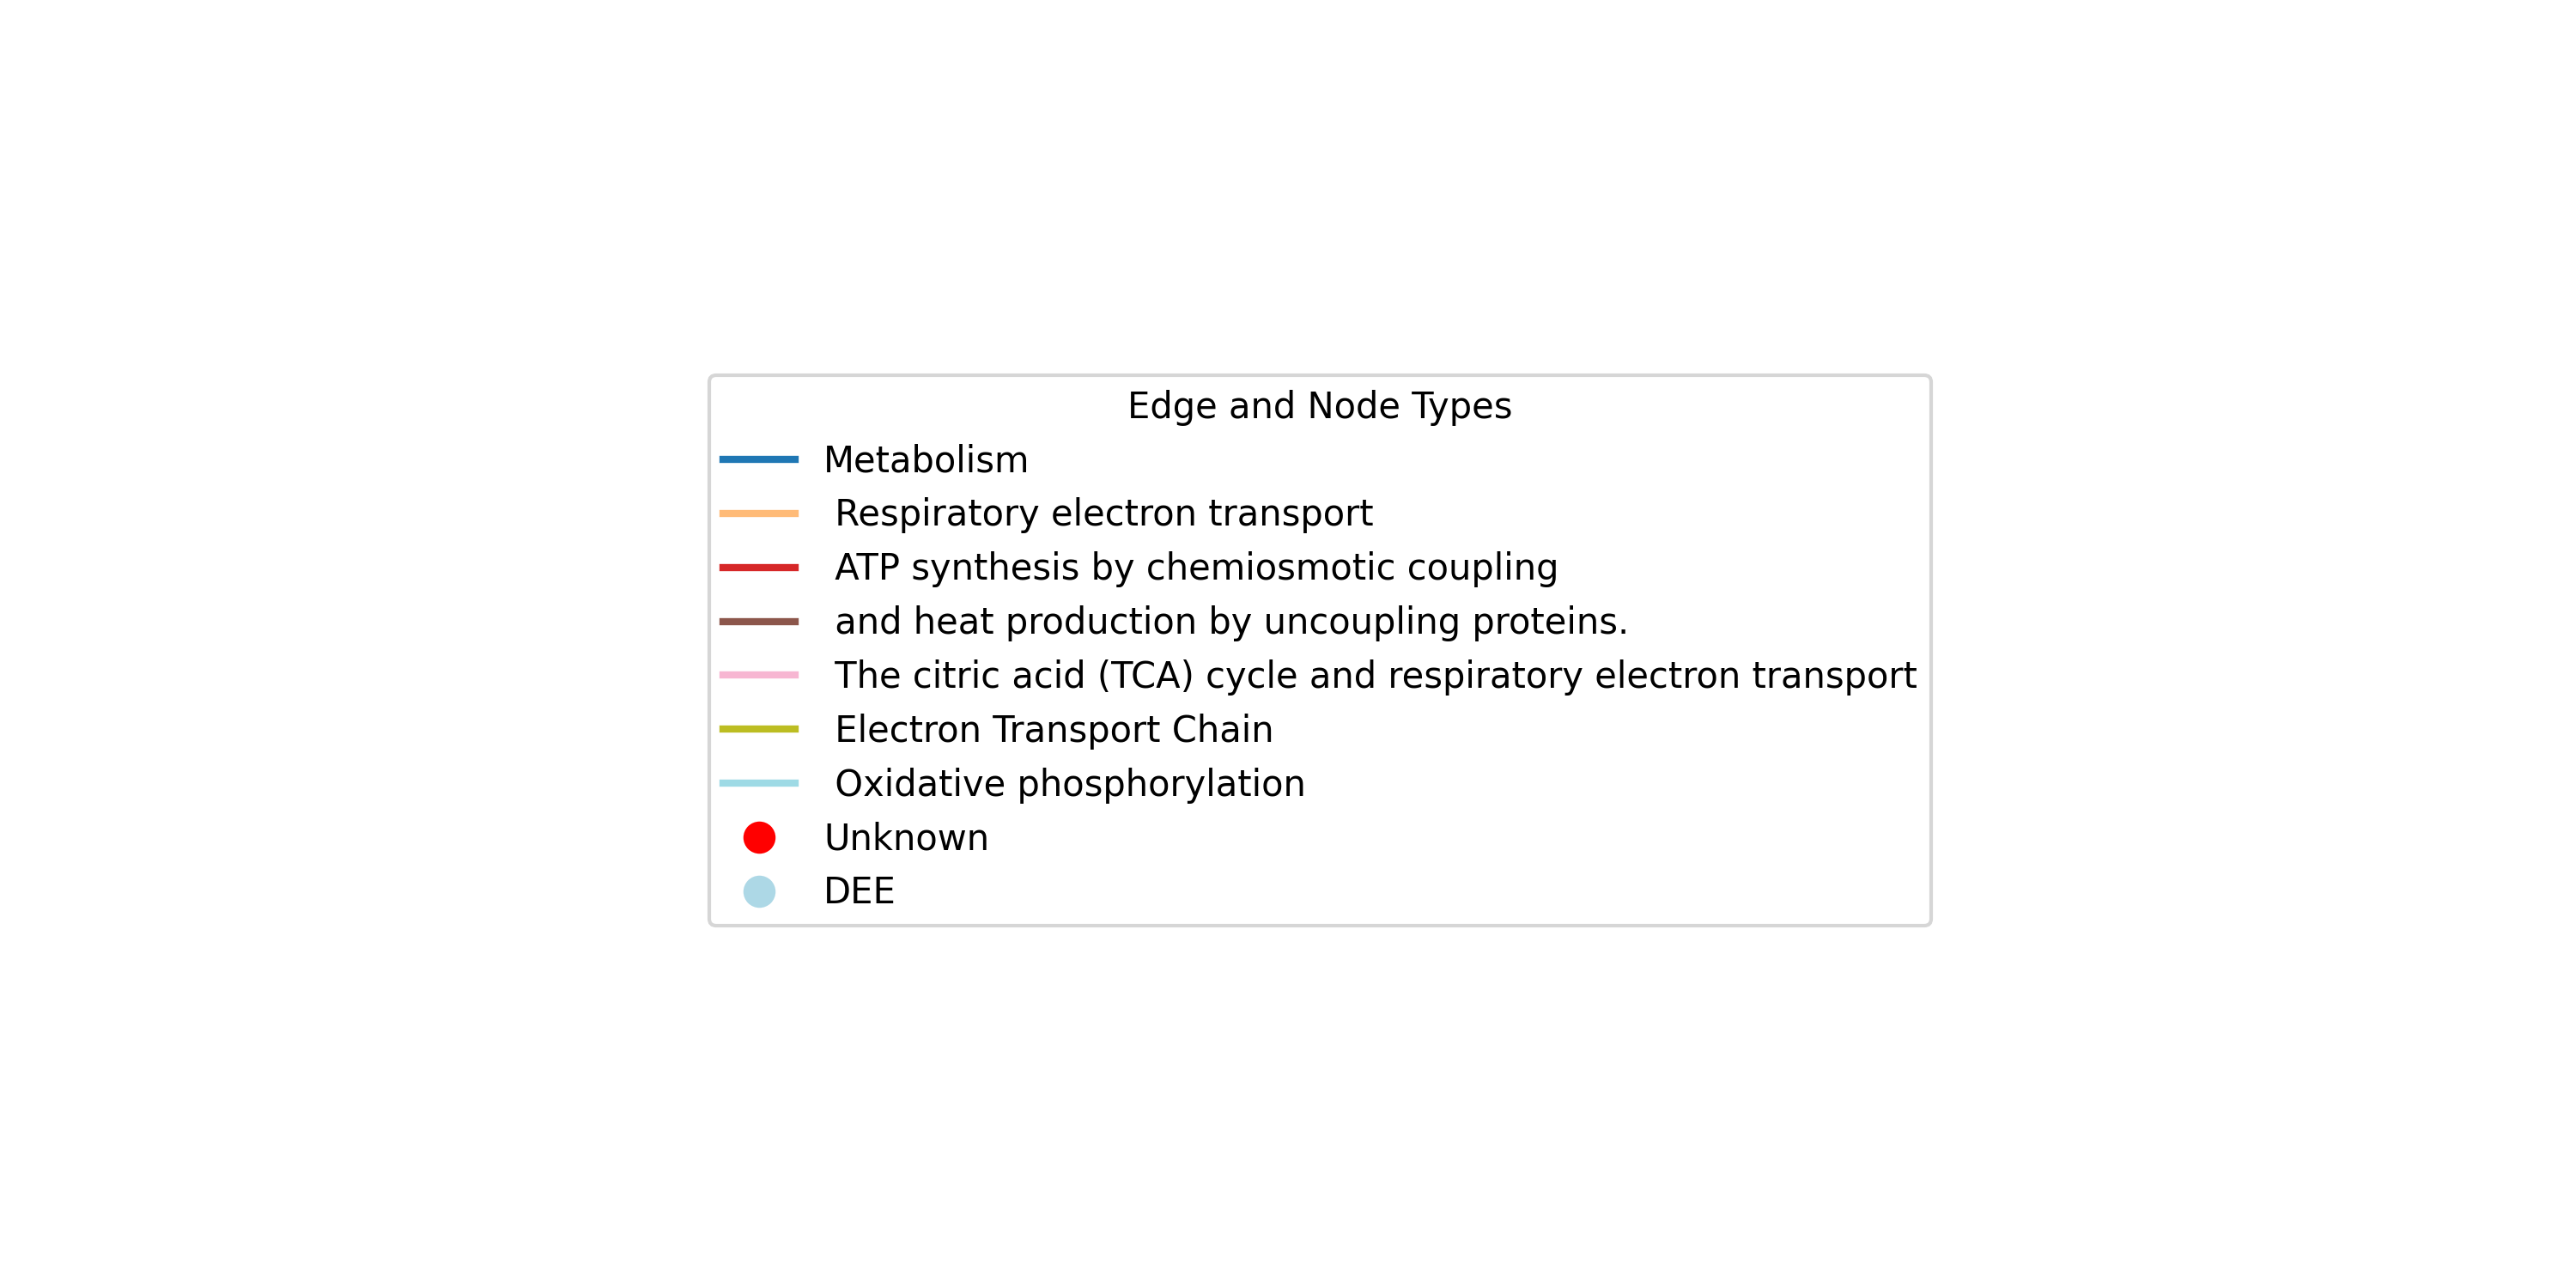 Edge and Node Types
Metabolism
Respiratory electron transport
ATP synthesis by chemiosmotic coupling
and heat production by uncoupling proteins.
The citric acid (TCA) cycle and respiratory electron transport
Electron Transport Chain
Oxidative phosphorylation
Unknown
DEE